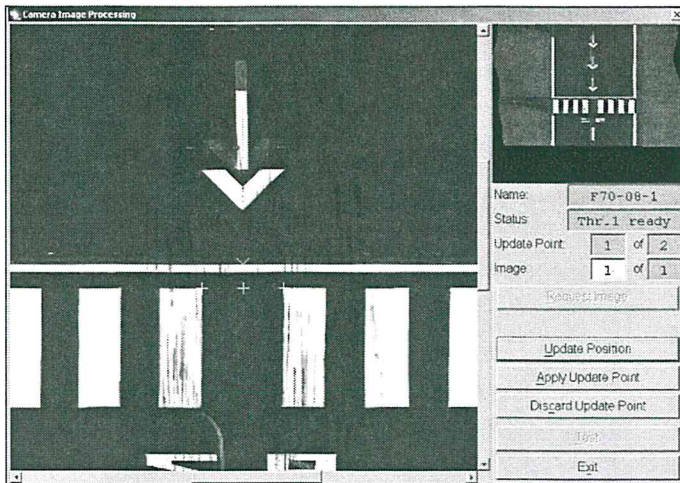 Camera Image Processing
Name: F70-08-1
Status: Thr.1 ready
Update Point: 1 of 2
Image: 1 of 1
Request Image
Update Position
Apply Update Point
Discard Update Point
Test
Exit